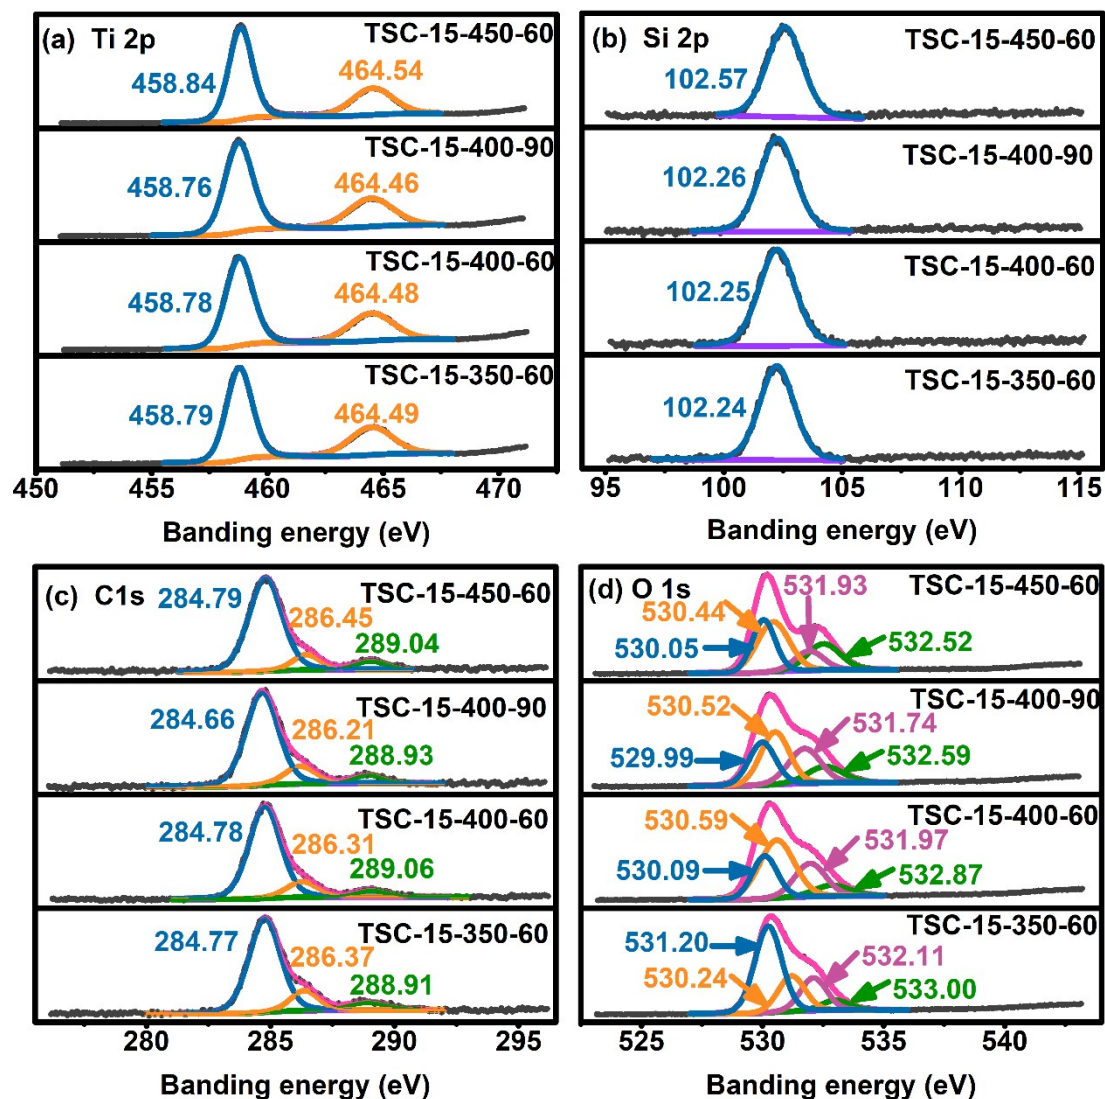 (a) Ti 2p
TSC-15-450-60
458.84
464.54
TSC-15-400-90
458.76
464.46
TSC-15-400-60
458.78
464.48
TSC-15-350-60
458.79
464.49
450 455 460 465 470
Banding energy (eV)
(b) Si 2p
TSC-15-450-60
102.57
TSC-15-400-90
102.26
TSC-15-400-60
102.25
TSC-15-350-60
102.24
95 100 105 110 115
Banding energy (eV)
(c) C1s
TSC-15-450-60
284.79
286.45
289.04
TSC-15-400-90
284.66
286.21
288.93
TSC-15-400-60
284.78
286.31
289.06
TSC-15-350-60
284.77
286.37
288.91
280 285 290 295
Banding energy (eV)
(d) O 1s
TSC-15-450-60
531.93
530.44
530.05
532.52
TSC-15-400-90
530.52
531.74
529.99
532.59
TSC-15-400-60
530.59
531.97
530.09
532.87
TSC-15-350-60
531.20
532.11
530.24
533.00
525 530 535 540
Banding energy (eV)